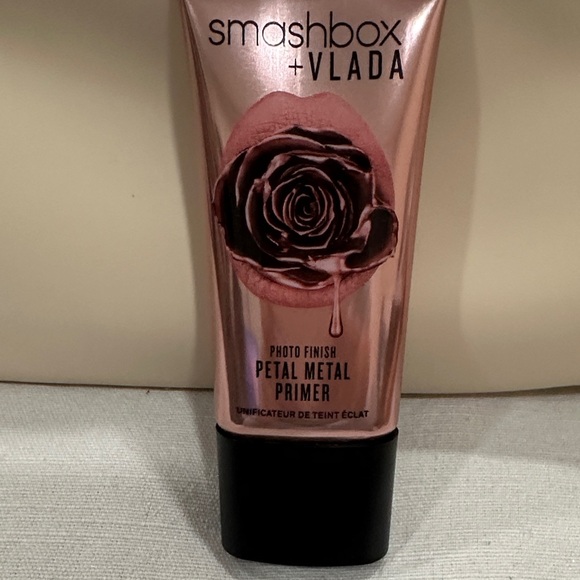 smashbox
+VLADA
PHOTO FINISH
PETAL METAL
PRIMER
UNIFICATEUR DE TEINT ÉCLAT